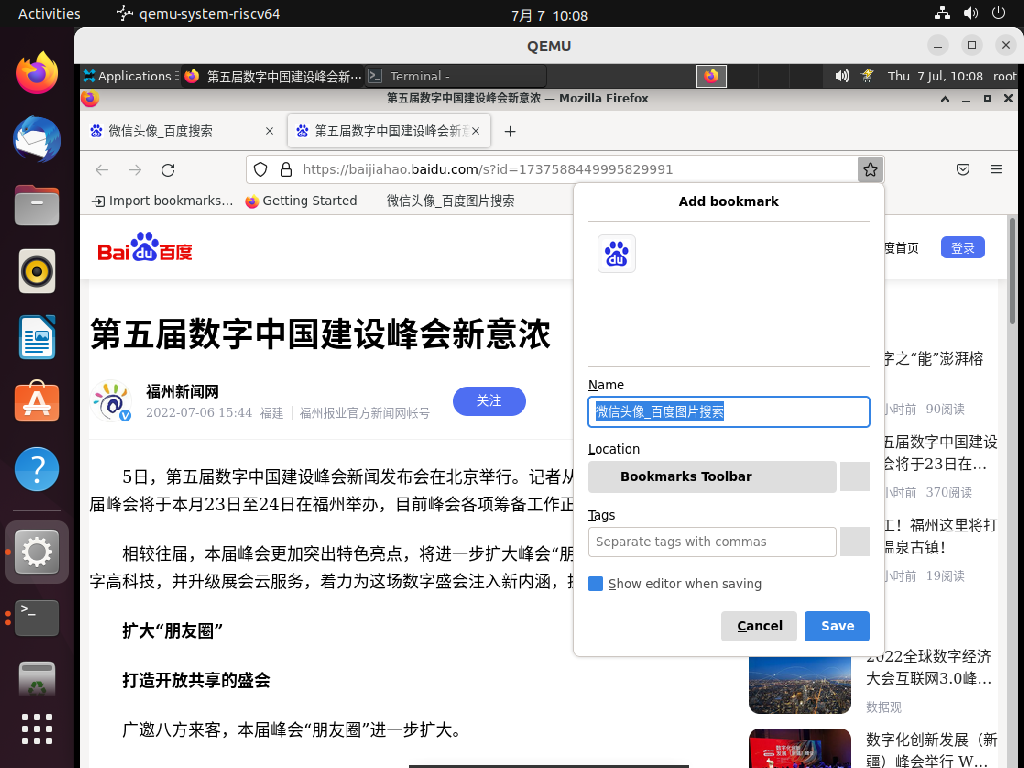 Activities
qemu-system-riscv64
7月 7 10:08
QEMU
Applications
第五届数字中国建设峰会新…
Terminal -
Thu 7 Jul, 10:08
root
第五届数字中国建设峰会新意浓 — Mozilla Firefox
微信头像_百度搜索
第五届数字中国建设峰会新意
https://baijiahao.baidu.com/s?id=1737588449995829991
Import bookmarks…
Getting Started
微信头像_百度图片搜索
Add bookmark
Bai du 百度
度首页
登录
du
第五届数字中国建设峰会新意浓
福州新闻网
2022-07-06 15:44 福建 | 福州报业官方新闻网帐号
关注
Name
微信头像_百度图片搜索
Location
Bookmarks Toolbar
Tags
Separate tags with commas
Show editor when saving
Cancel
Save
5日，第五届数字中国建设峰会新闻发布会在北京举行。记者从
届峰会将于本月23日至24日在福州举办，目前峰会各项筹备工作正
相较往届，本届峰会更加突出特色亮点，将进一步扩大峰会“朋
字高科技，并升级展会云服务，着力为这场数字盛会注入新内涵，
扩大“朋友圈”
打造开放共享的盛会
广邀八方来客，本届峰会“朋友圈”进一步扩大。
字之“能”澎湃榕
小时前 90阅读
五届数字中国建设
会将于23日在…
小时前 370阅读
工！福州这里将打
温泉古镇！
小时前 19阅读
2022全球数字经济
大会互联网3.0峰…
数据观
数字化创新发展（新
疆）峰会举行 W…